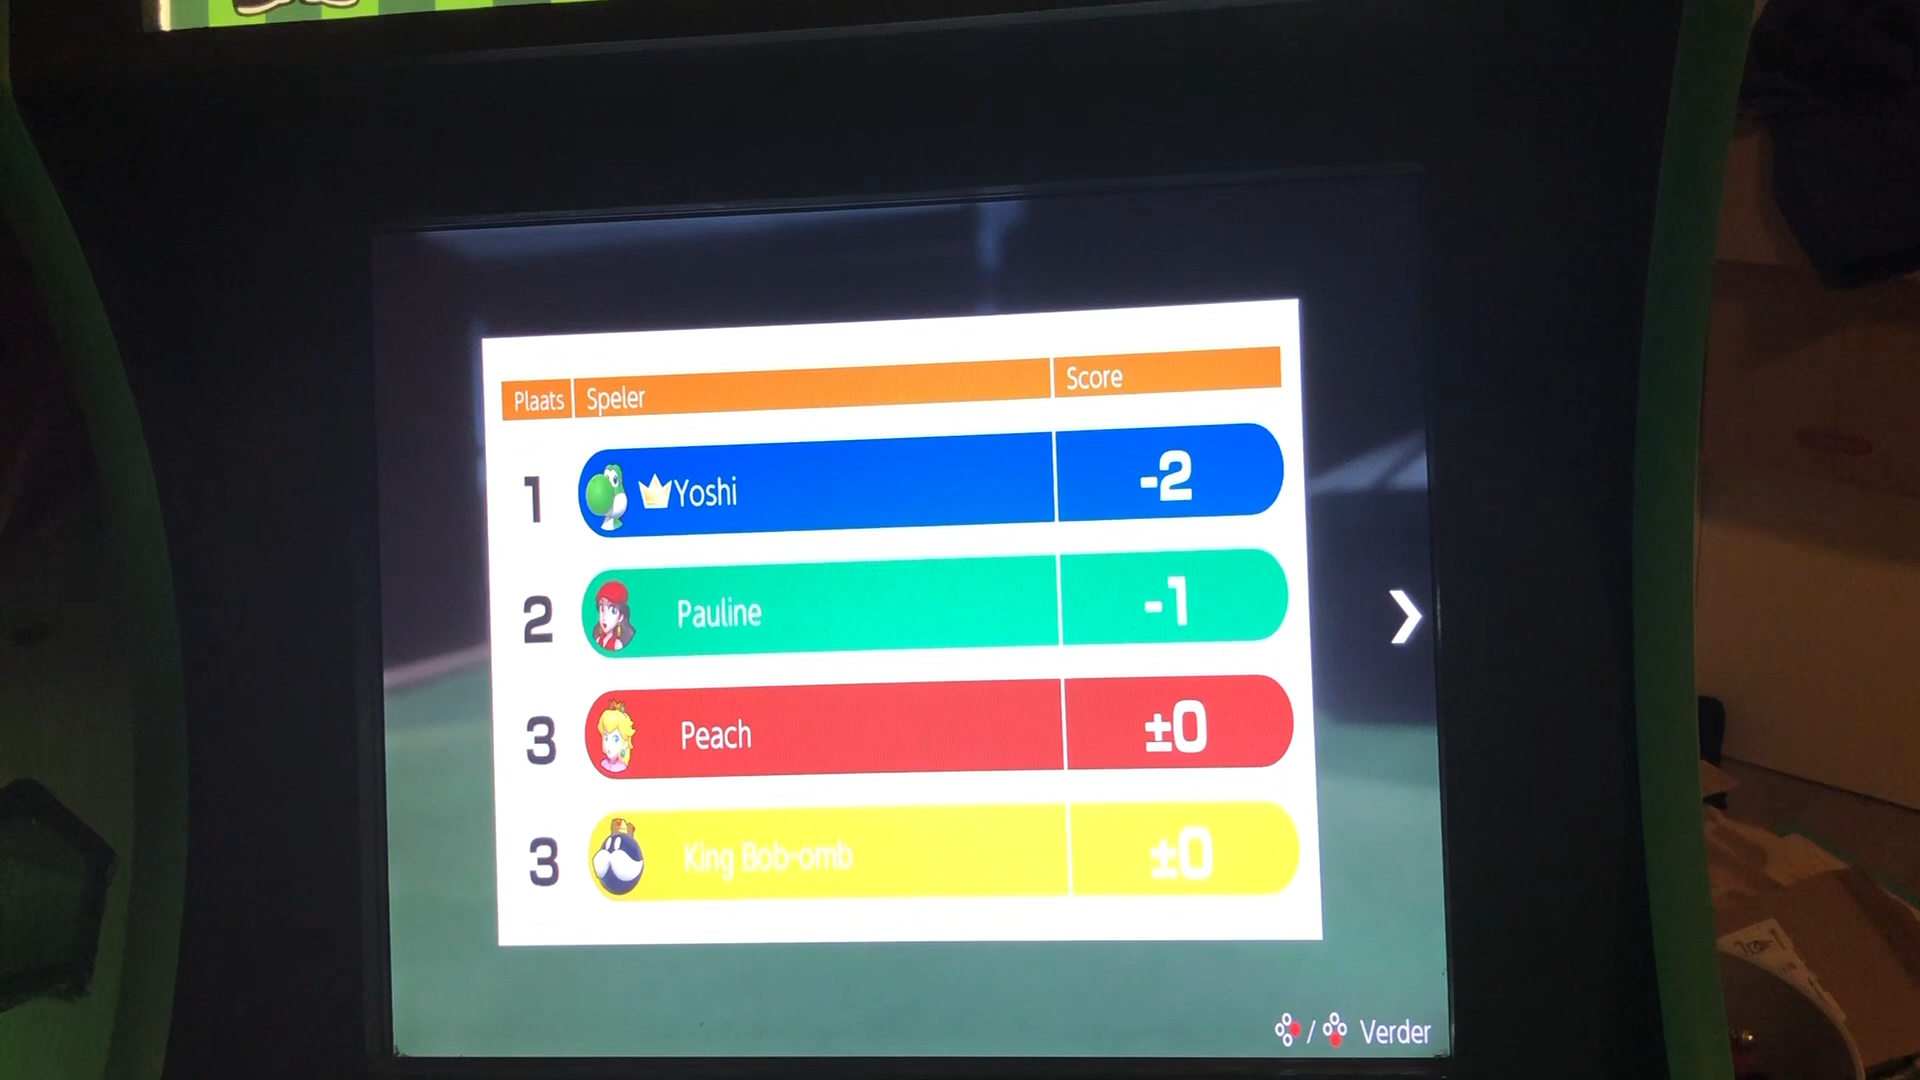 Plaats Speler Score
1 Yoshi -2
2 Pauline -1
3 Peach ±0
3 King Bob-omb ±0
/ Verder